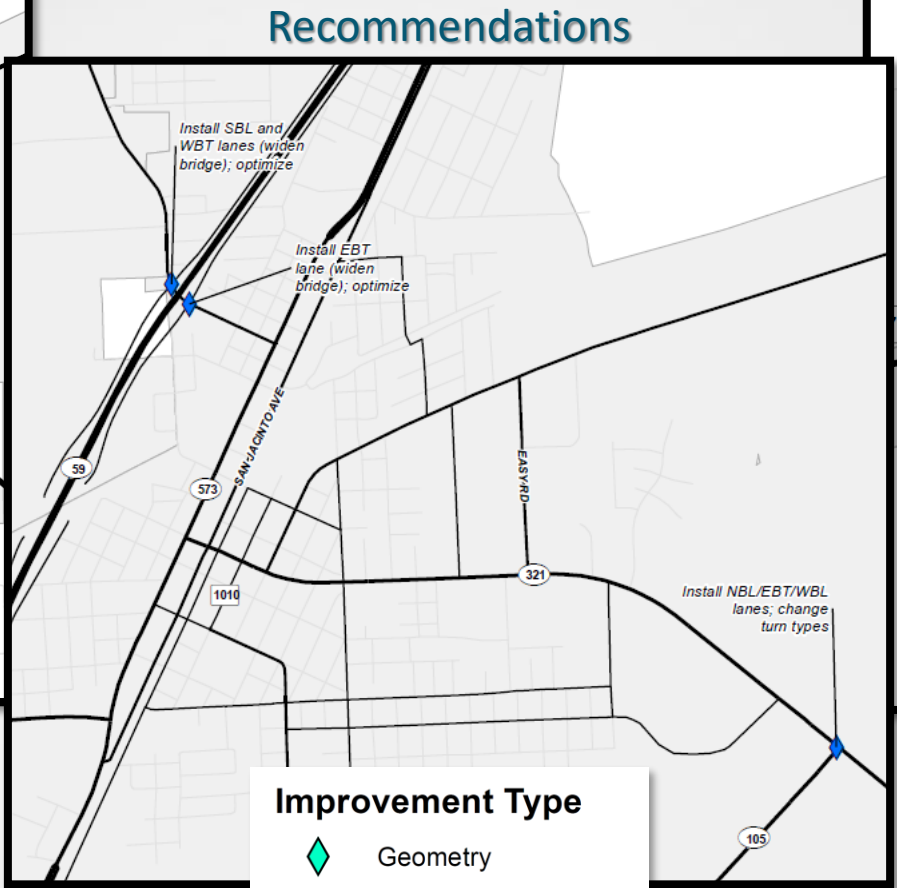 Recommendations
Install SBL and
WBT lanes (widen
bridge); optimize
Install EBT
lane (widen
bridge); optimize
SAN JACINTO AVE
59
573
EASY RD
321
1010
Install NBL/EBT/WBL
lanes; change
turn types
105
Improvement Type
Geometry